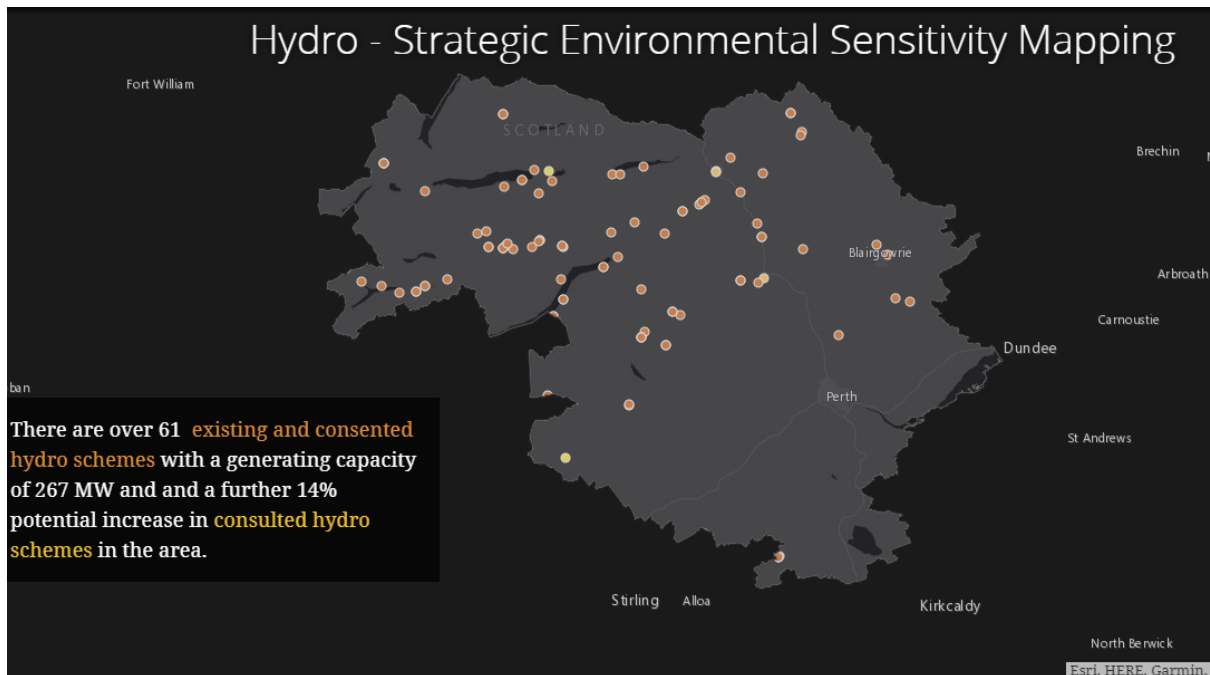 Hydro - Strategic Environmental Sensitivity Mapping
Fort William
SCOTLAND
Brechin
Blairgowrie
Arbroath
Carnoustie
Dundee
ban
Perth
There are over 61 existing and consented
hydro schemes with a generating capacity
of 267 MW and and a further 14%
potential increase in consulted hydro
schemes in the area.
St Andrews
Stirling
Alloa
Kirkcaldy
North Berwick
Esri, HERE, Garmin,